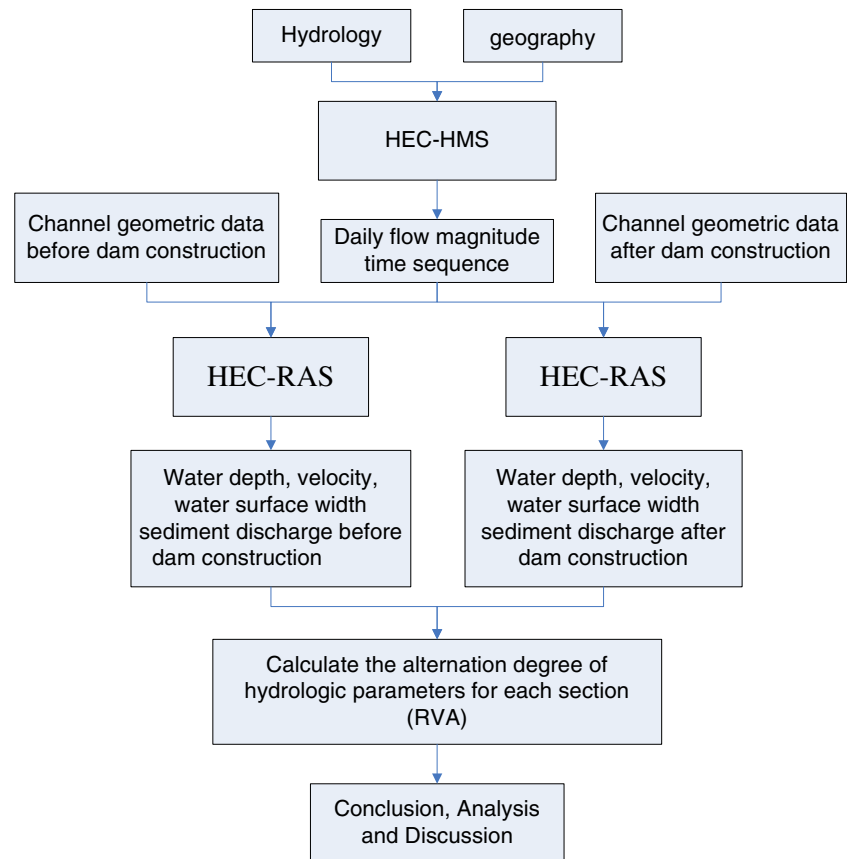 Hydrology
geography
HEC-HMS
Channel geometric data
before dam construction
Daily flow magnitude
time sequence
Channel geometric data
after dam construction
HEC-RAS
HEC-RAS
Water depth, velocity,
water surface width
sediment discharge before
dam construction
Water depth, velocity,
water surface width
sediment discharge after
dam construction
Calculate the alternation degree of
hydrologic parameters for each section
(RVA)
Conclusion, Analysis
and Discussion